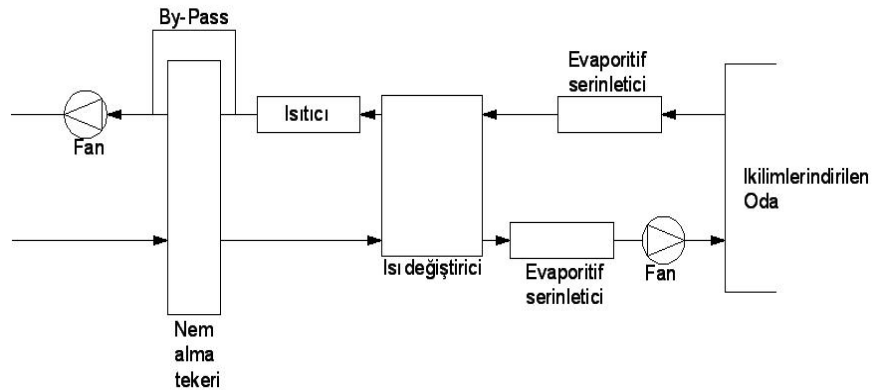 By-Pass
Evaporitif
serinletici
Isıtıcı
Fan
Ikilimlerindirilen
Oda
Isı değiştirici
Evaporitif
serinletici
Fan
Nem
alma
tekeri